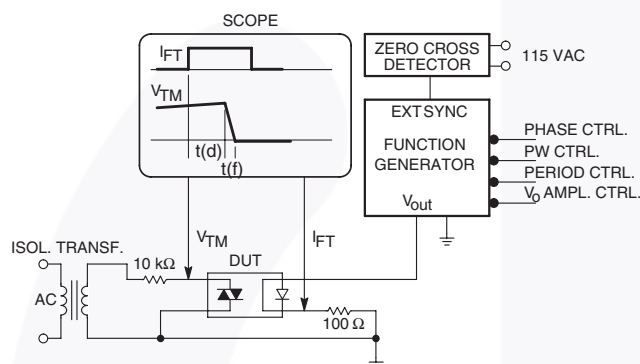 SCOPE
IFT
VTM
t(d)
t(f)
ZERO CROSS
DETECTOR
115 VAC
EXT SYNC
FUNCTION
GENERATOR
Vout
PHASE CTRL.
PW CTRL.
PERIOD CTRL.
Vo AMPL. CTRL.
VTM
IFT
ISOL. TRANSF.
AC
10 kΩ
DUT
100 Ω